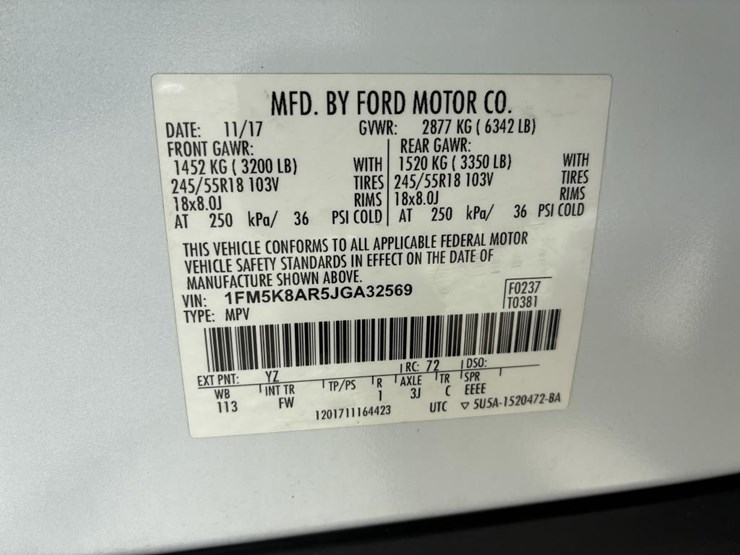 MFD. BY FORD MOTOR CO.
DATE: 11/17 GVWR: 2877 KG ( 6342 LB)
FRONT GAWR: REAR GAWR:
1452 KG ( 3200 LB) WITH 1520 KG ( 3350 LB) WITH
245/55R18 103V TIRES 245/55R18 103V TIRES
18x8.0J RIMS 18x8.0J RIMS
AT 250 kPa/ 36 PSI COLD AT 250 kPa/ 36 PSI COLD
THIS VEHICLE CONFORMS TO ALL APPLICABLE FEDERAL MOTOR
VEHICLE SAFETY STANDARDS IN EFFECT ON THE DATE OF
MANUFACTURE SHOWN ABOVE.
VIN: 1FM5K8AR5JGA32569 F0237
TYPE: MPV T0381
EXT PNT: YZ RC: 72 DSO:
WB INT TR TP/PS R AXLE TR SPR
113 FW 1 3J C EEEE
1201711164423 UTC ▽ 5U5A-1520472-BA